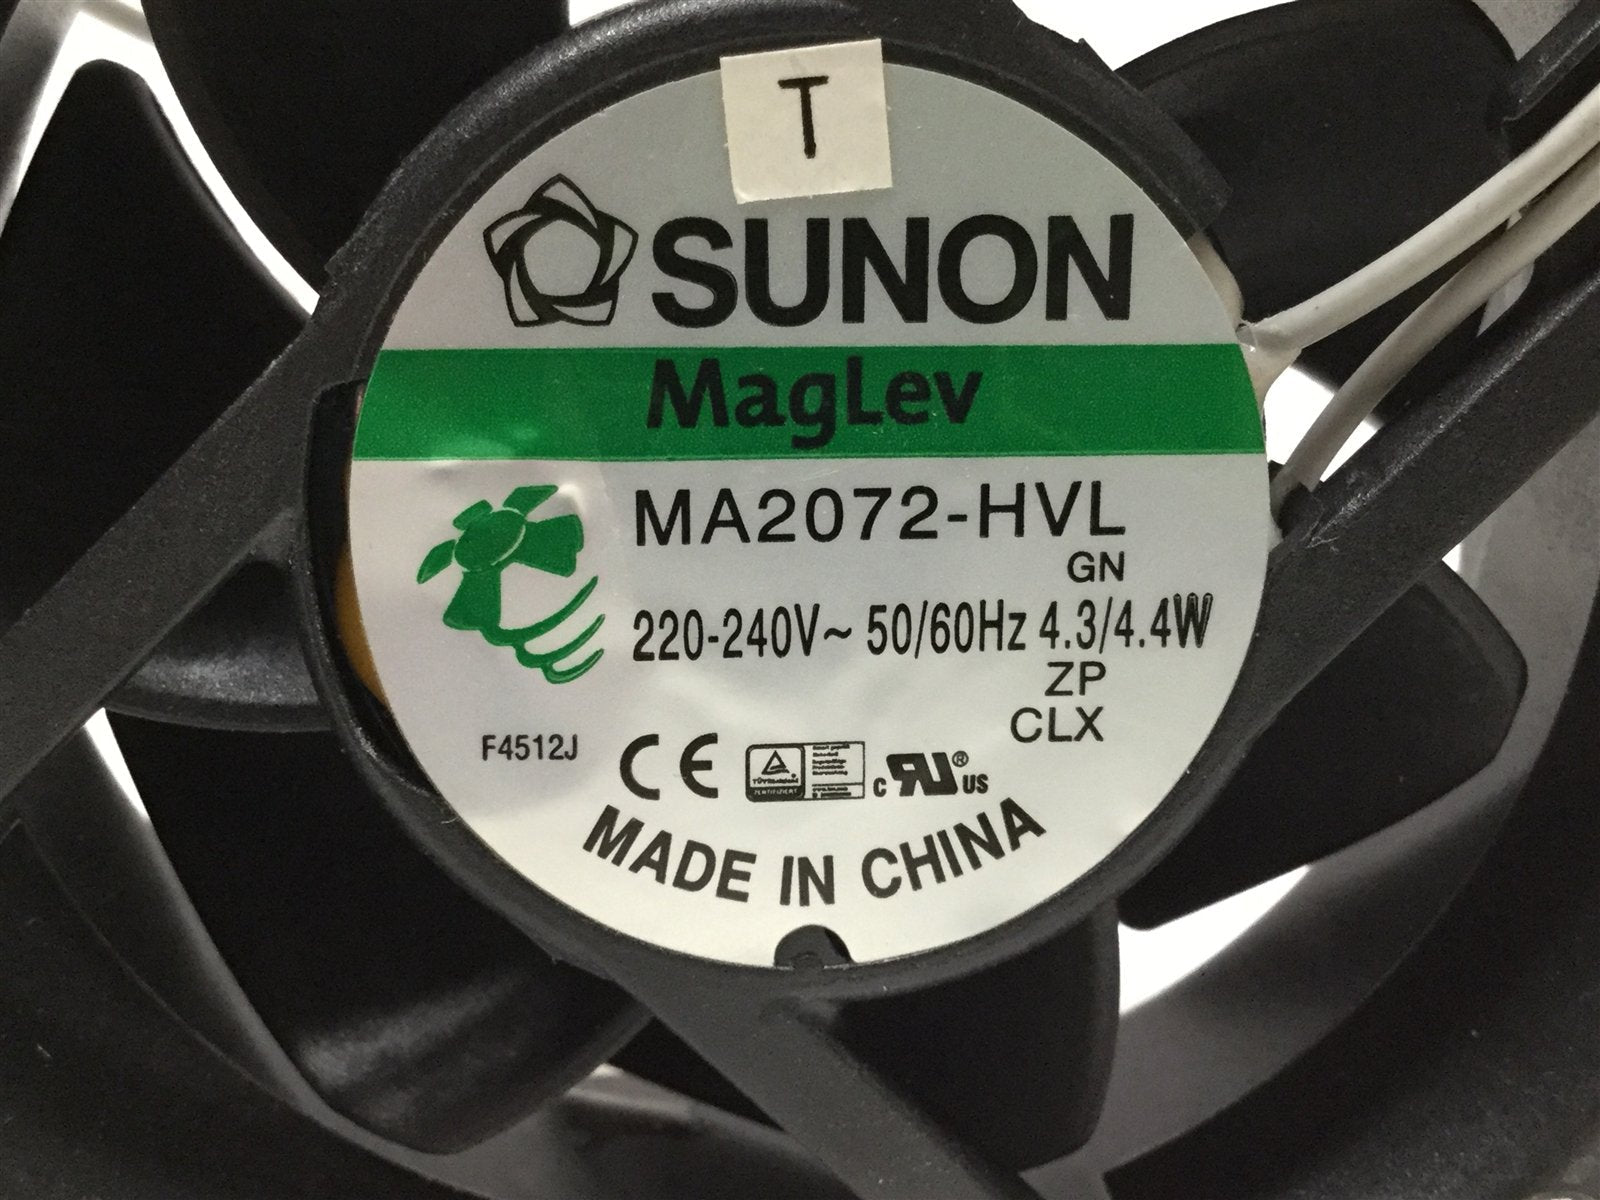 T
SUNON
MagLev
MA2072-HVL
GN
220-240V~ 50/60Hz 4.3/4.4W
ZP
CLX
F4512J
CE
c RU® US
MADE IN CHINA